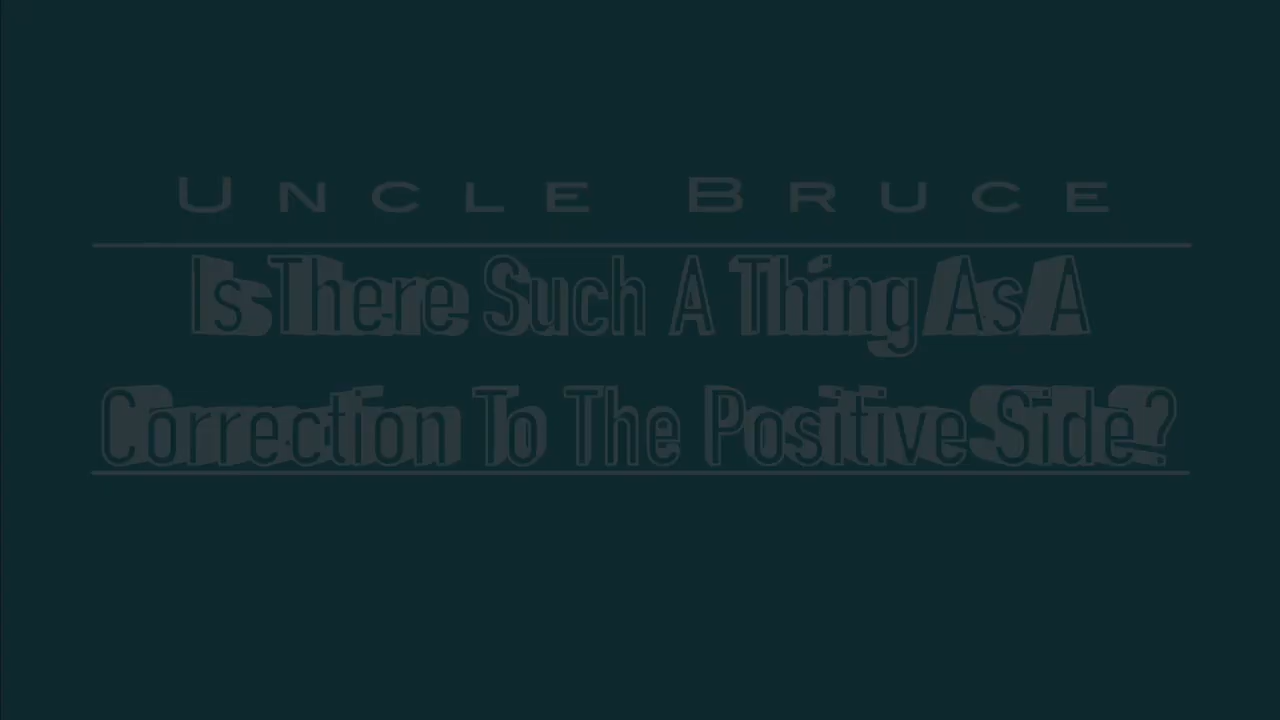 UNCLE BRUCE
Is There Such A Thing As A
Correction To The Positive Side?